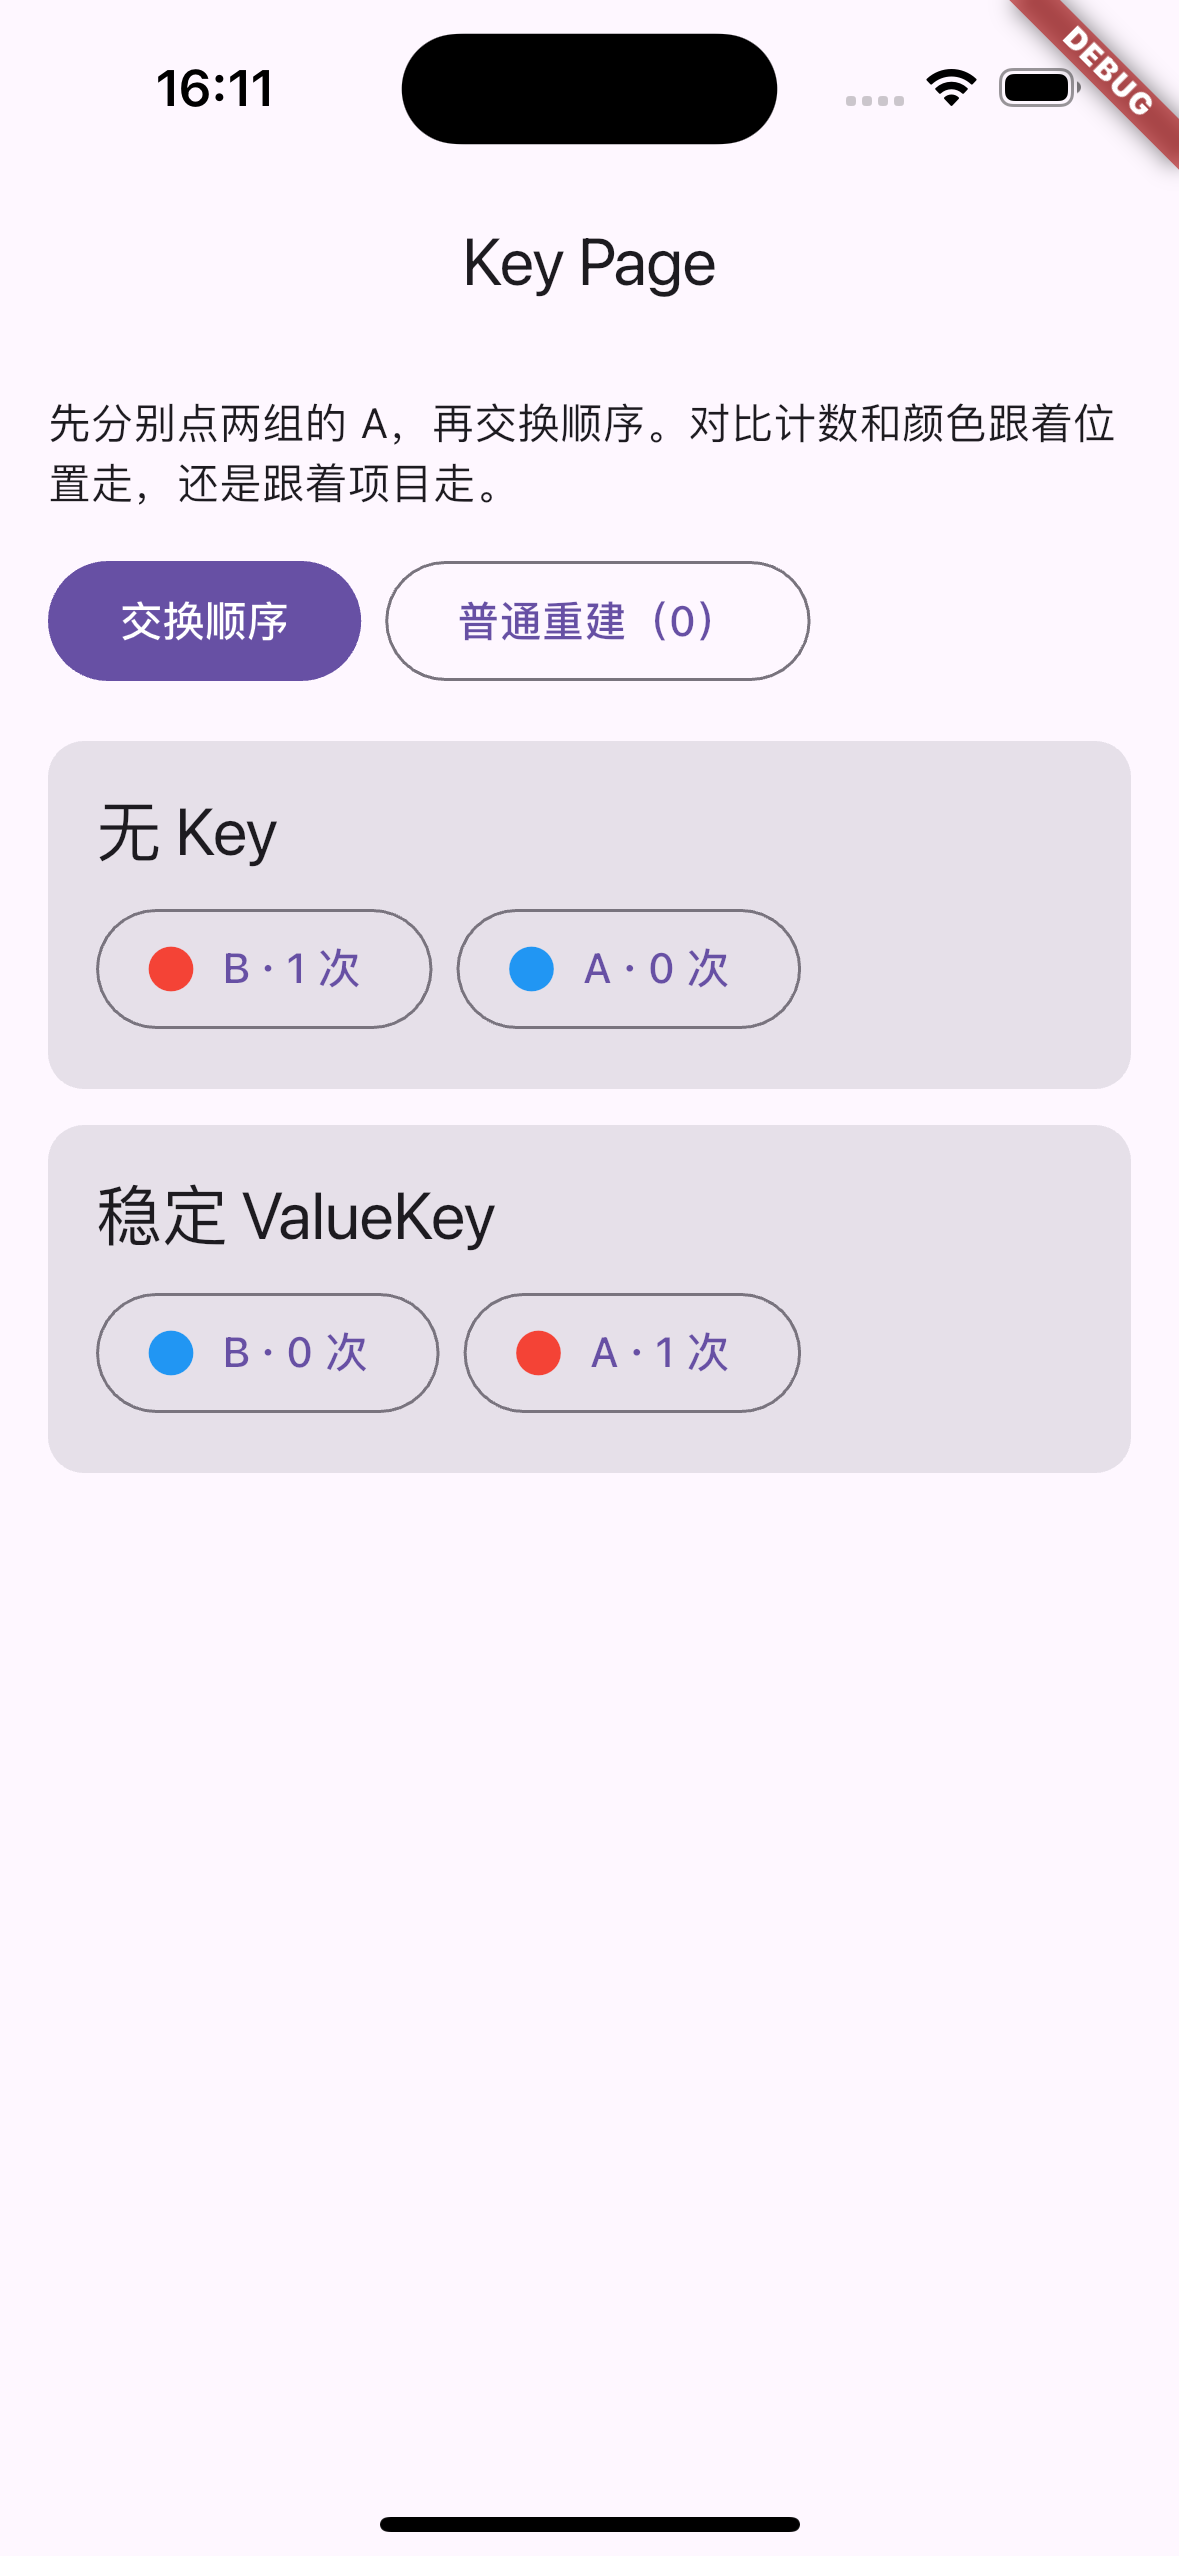 16:11
DEBUG
Key Page
先分别点两组的 A，再交换顺序。对比计数和颜色跟着位
置走，还是跟着项目走。
交换顺序
普通重建（0）
无 Key
B · 1 次
A · 0 次
稳定 ValueKey
B · 0 次
A · 1 次